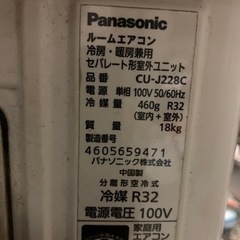 Panasonic
ルームエアコン
冷房・暖房兼用
セパレート形室外ユニット
品番 CU-J228C
電源 単相 100V 50/60Hz
冷媒量 460g R32
(室内+室外)
質量 18kg
製造番号
4605659471
パナソニック株式会社
中国製
分離形空冷式
冷媒 R32
電源電圧 100V
家庭用
エアコン